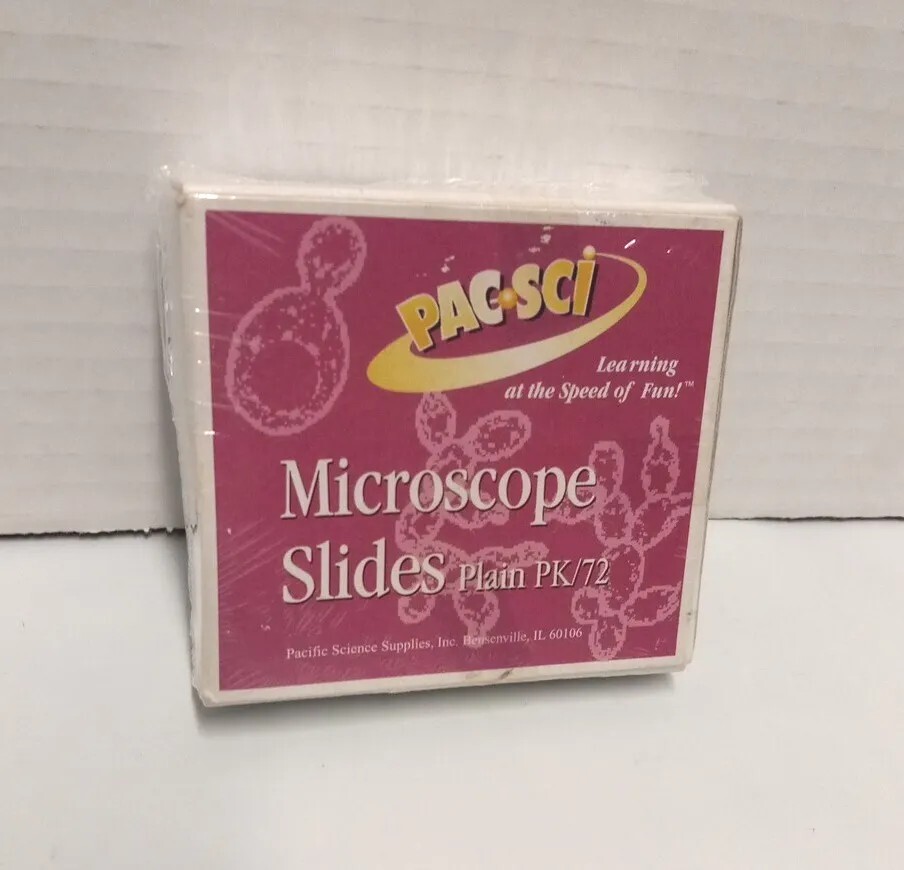 PAC•SCI
Learning
at the Speed of Fun!™
Microscope
Slides Plain PK/72
Pacific Science Supplies, Inc. Bensenville, IL 60106